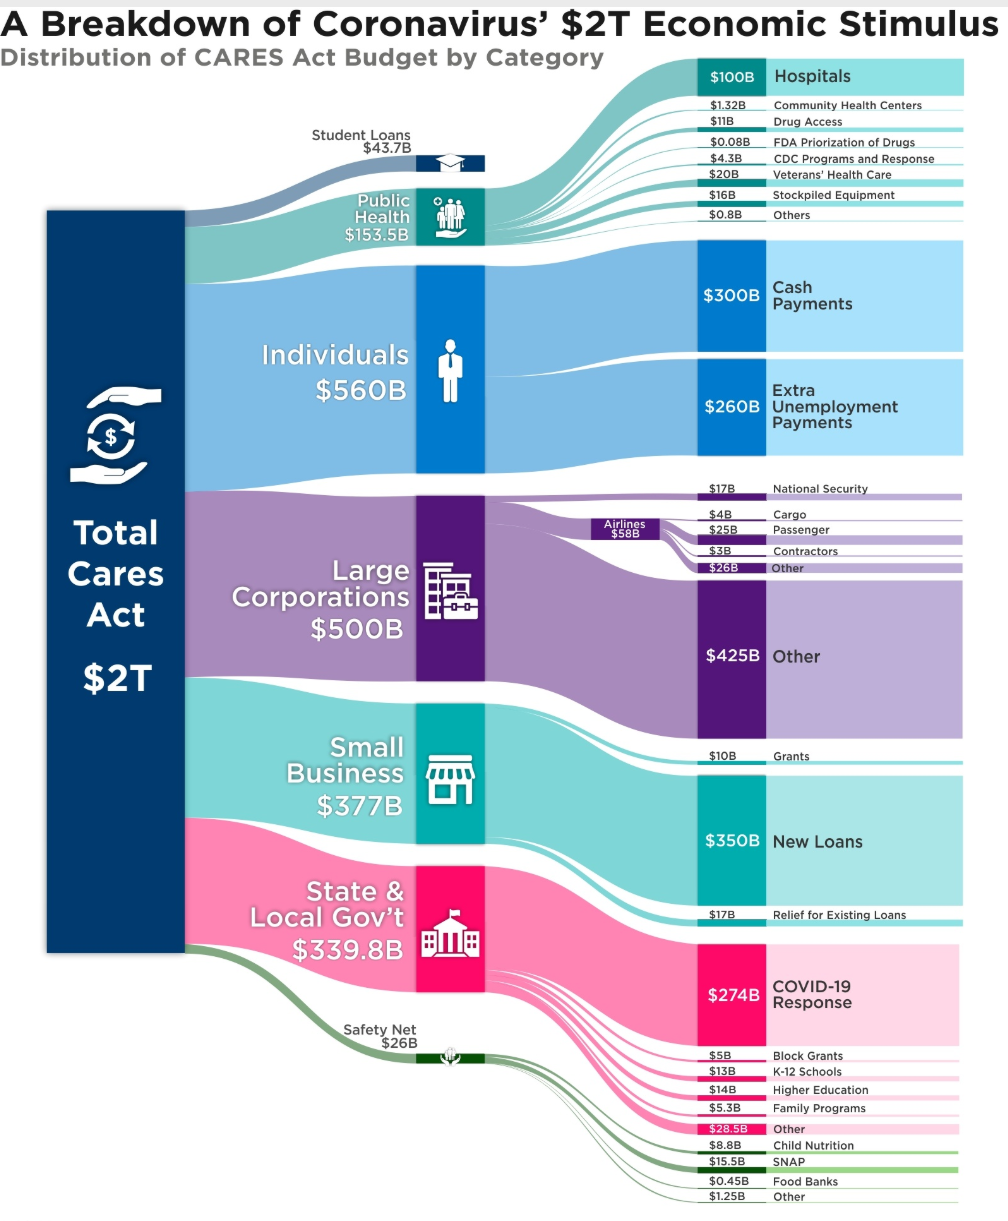 A Breakdown of Coronavirus’ $2T Economic Stimulus
Distribution of CARES Act Budget by Category
Total
Cares
Act
$2T
$
Student Loans
$43.7B
Public
Health
$153.5B
Individuals
$560B
Large
Corporations
$500B
Small
Business
$377B
State &
Local Gov’t
$339.8B
Safety Net
$26B
Airlines
$58B
$100B Hospitals
$1.32B Community Health Centers
$11B Drug Access
$0.08B FDA Priorization of Drugs
$4.3B CDC Programs and Response
$20B Veterans’ Health Care
$16B Stockpiled Equipment
$0.8B Others
$300B Cash
Payments
$260B Extra
Unemployment
Payments
$17B National Security
$4B Cargo
$25B Passenger
$3B Contractors
$26B Other
$425B Other
$10B Grants
$350B New Loans
$17B Relief for Existing Loans
$274B COVID-19
Response
$5B Block Grants
$13B K-12 Schools
$14B Higher Education
$5.3B Family Programs
$28.5B Other
$8.8B Child Nutrition
$15.5B SNAP
$0.45B Food Banks
$1.25B Other